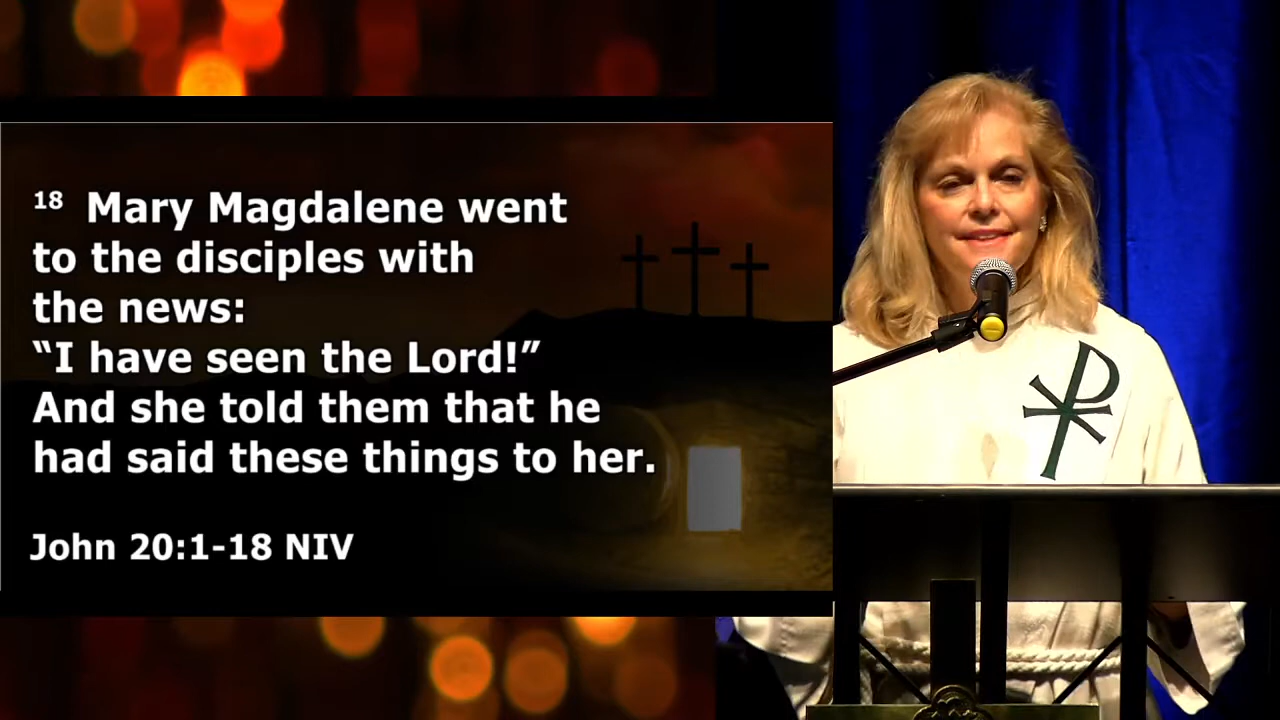 18 Mary Magdalene went
to the disciples with
the news:
“I have seen the Lord!”
And she told them that he
had said these things to her.
John 20:1-18 NIV